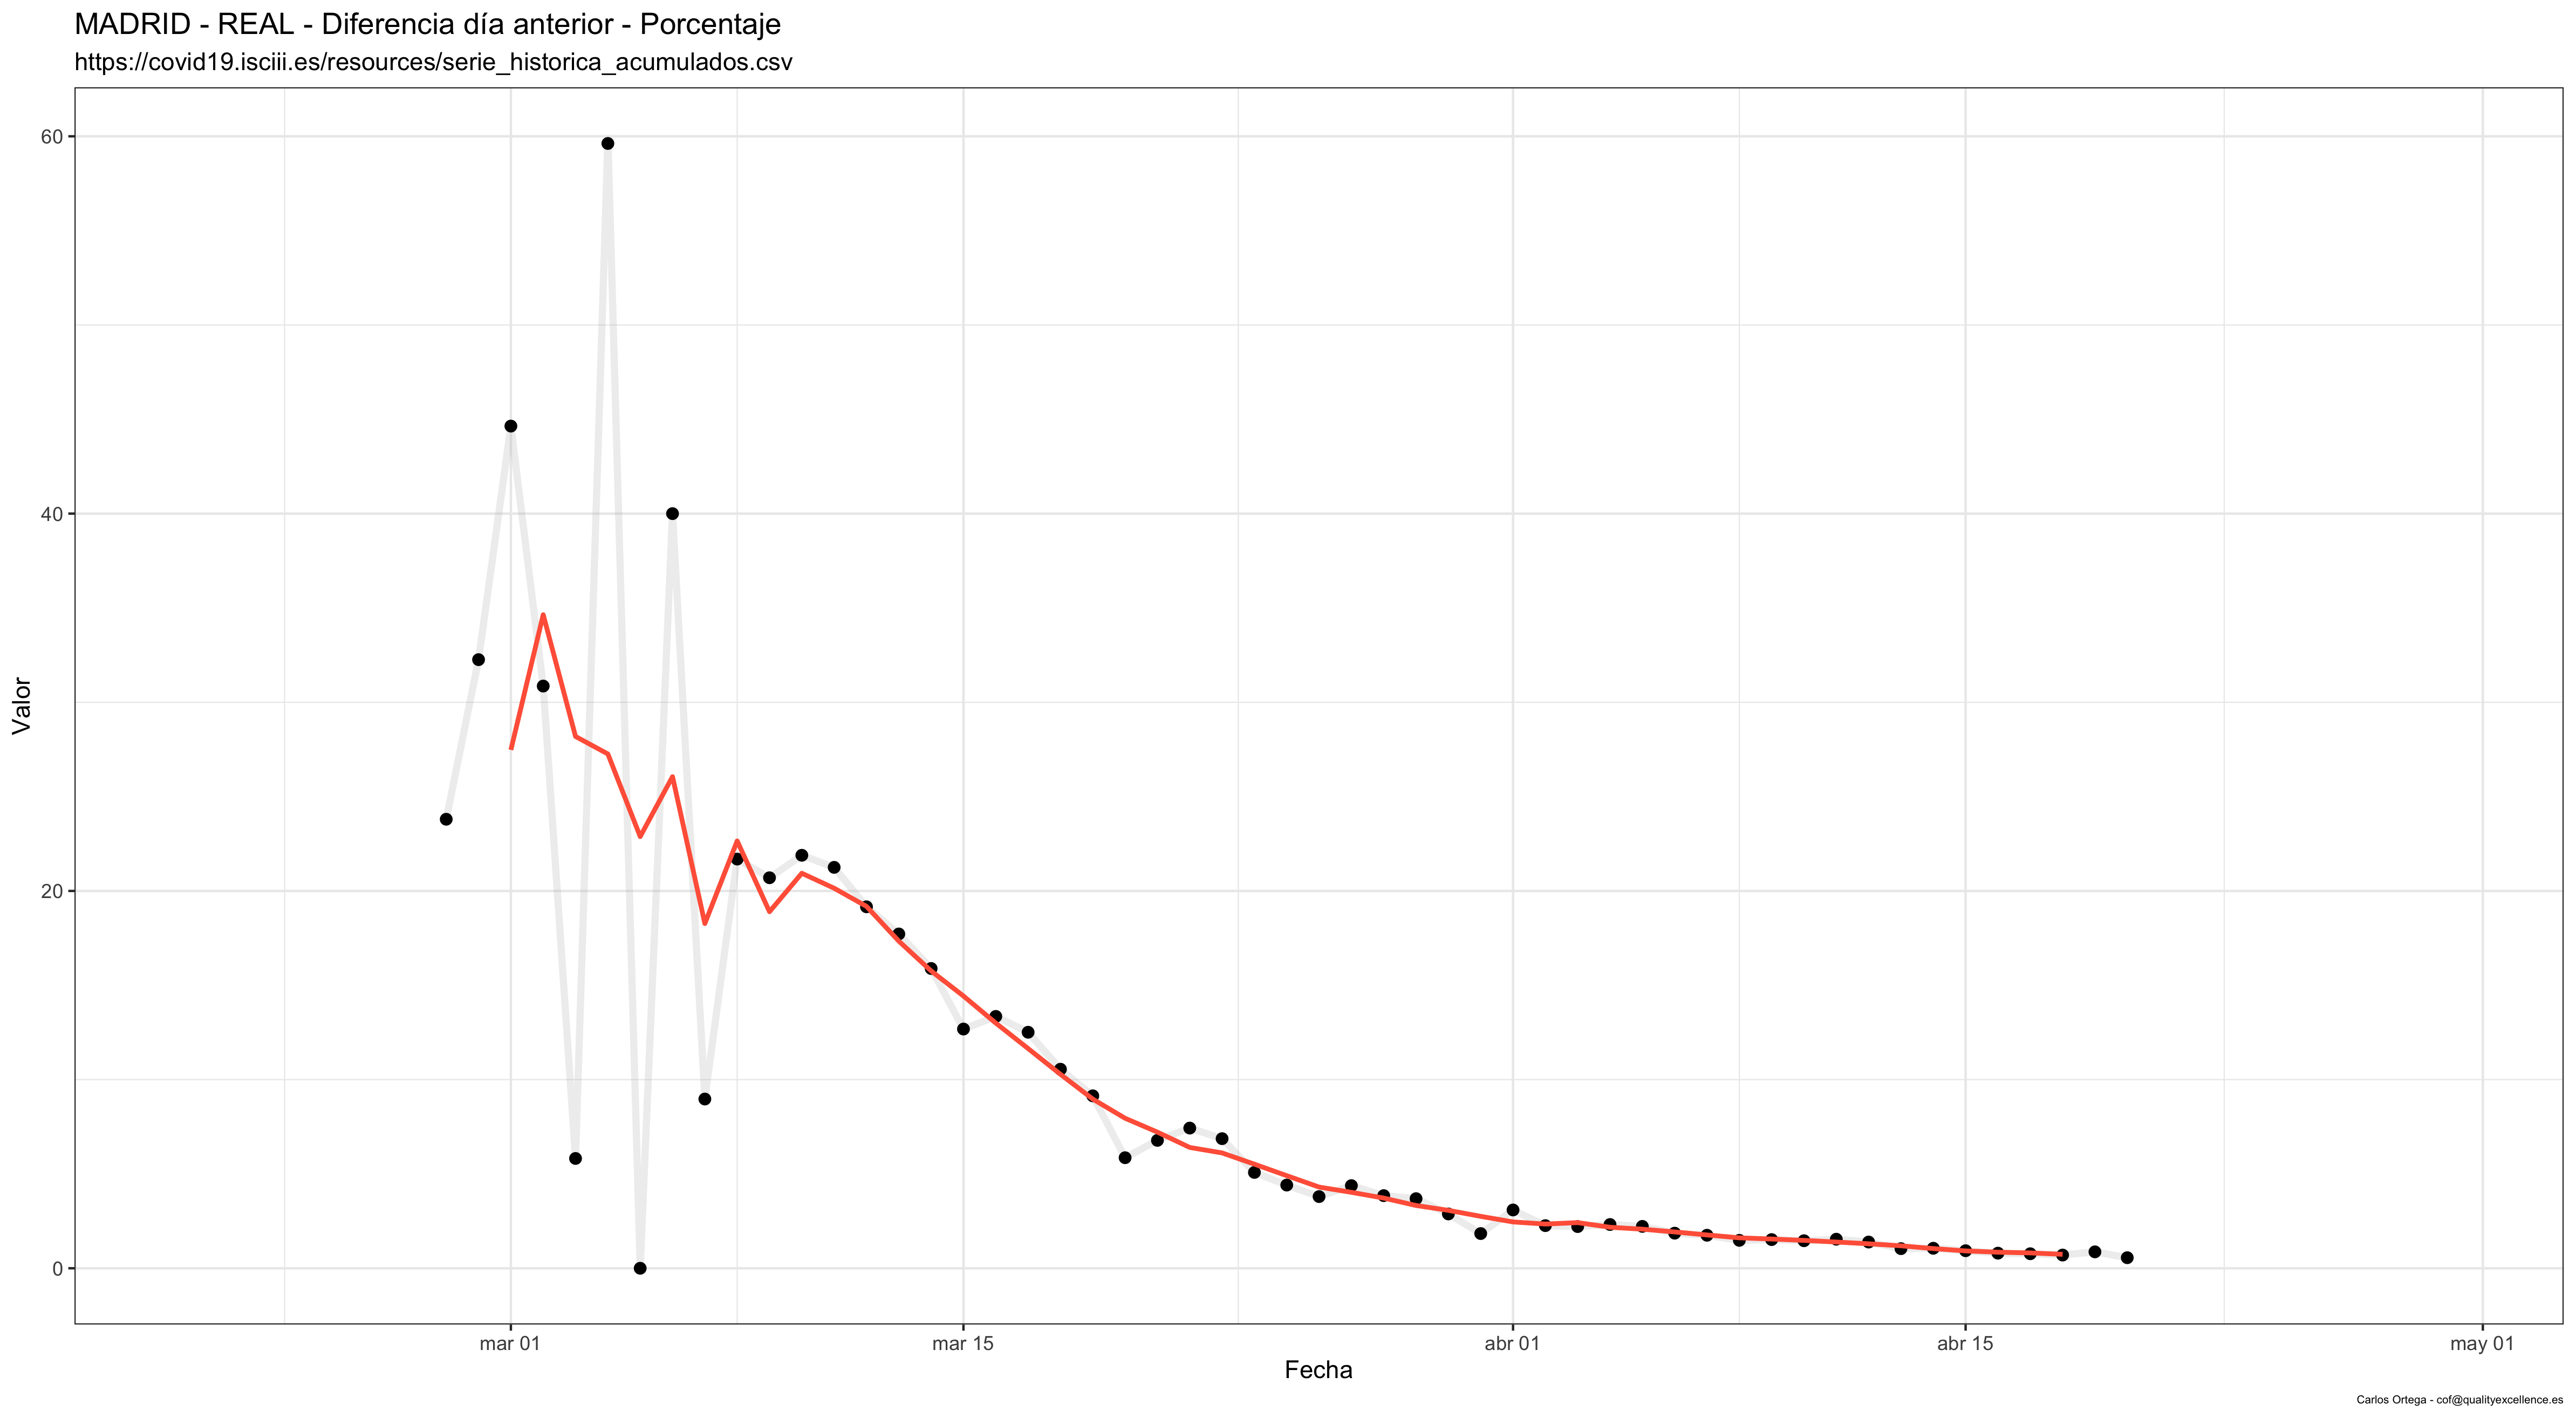 MADRID - REAL - Diferencia día anterior - Porcentaje
https://covid19.isciii.es/resources/serie_historica_acumulados.csv
60
40
20
0
Valor
mar 01
mar 15
abr 01
abr 15
may 01
Fecha
Carlos Ortega - cof@qualityexcellence.es